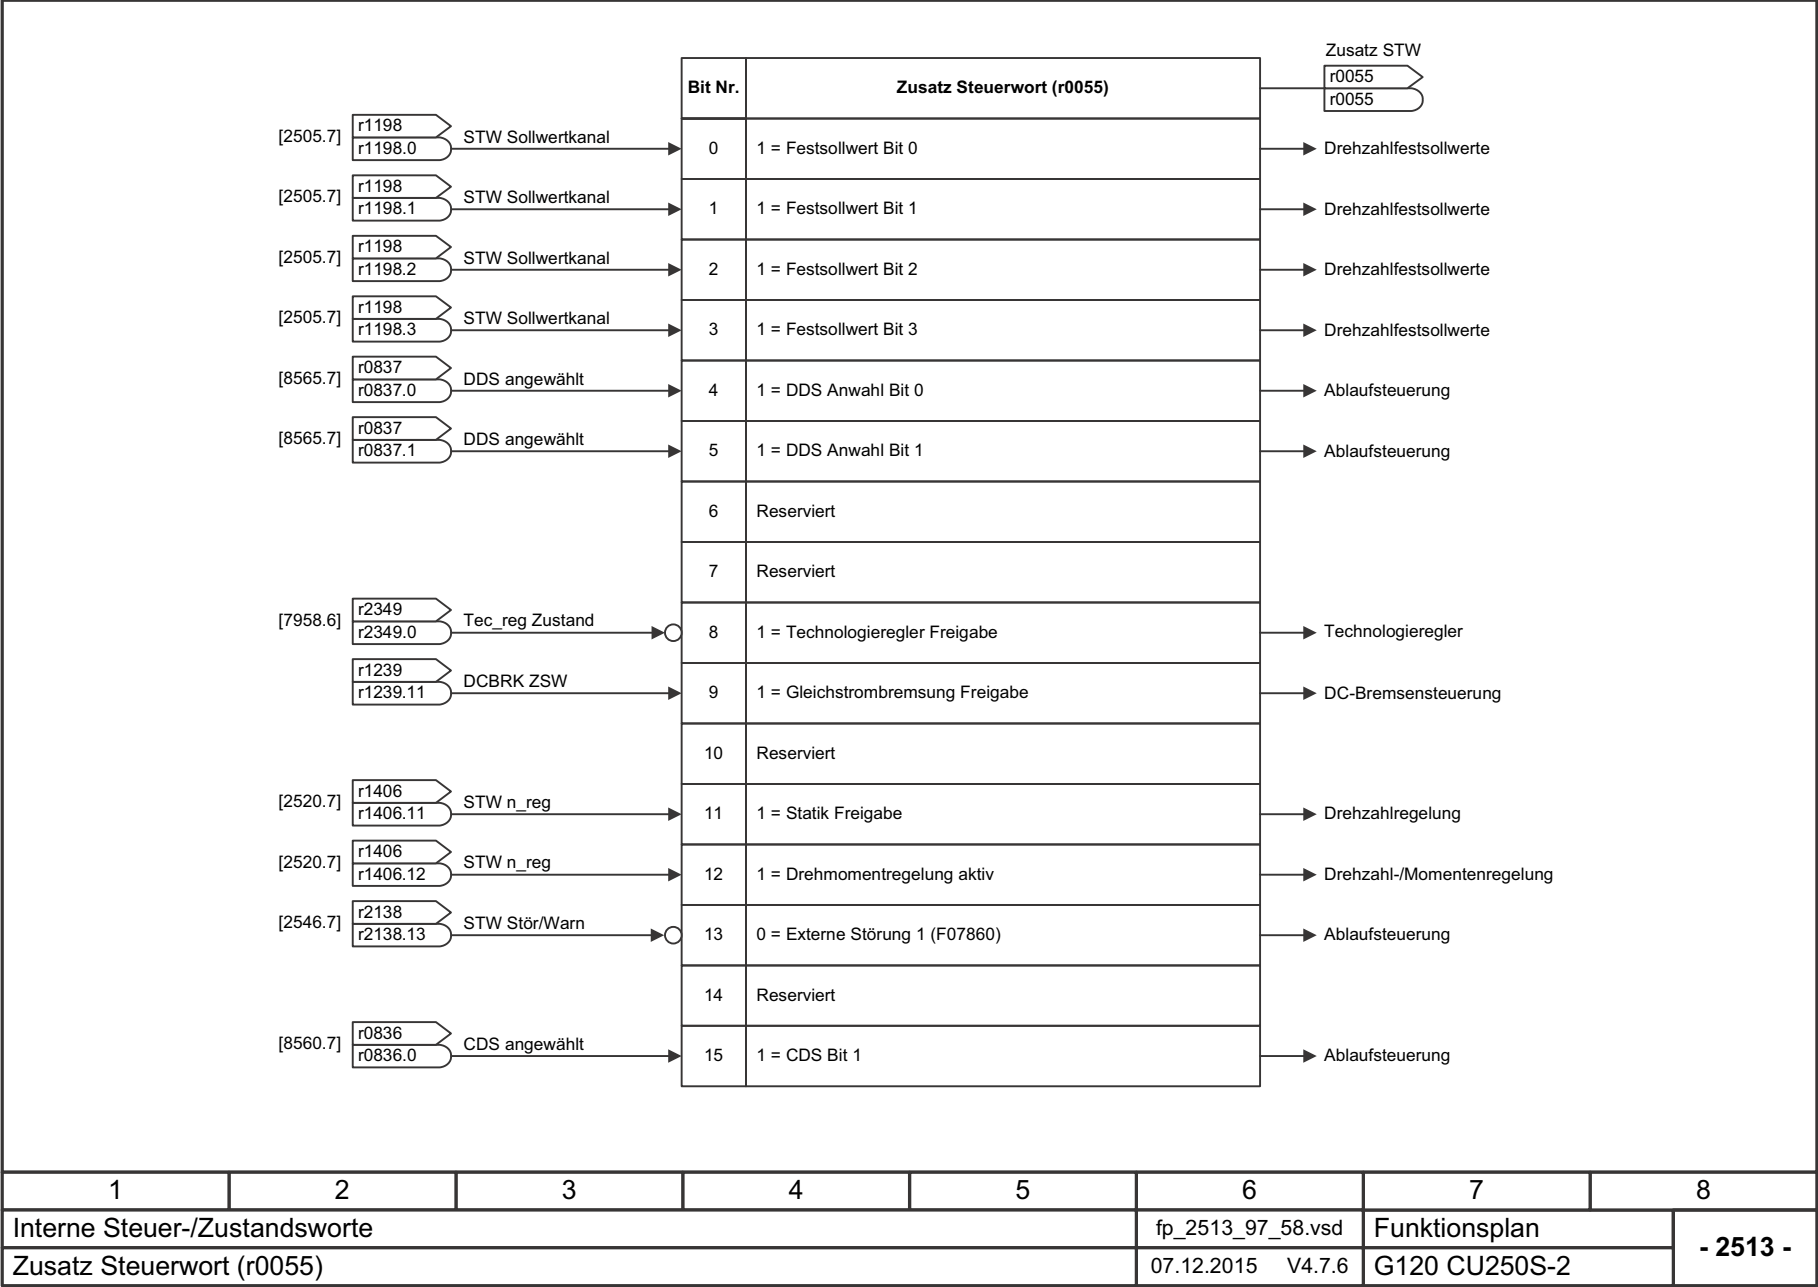 Zusatz STW
r0055
r0055
Bit Nr. Zusatz Steuerwort (r0055)
[2505.7] r1198 r1198.0 STW Sollwertkanal 0 1 = Festsollwert Bit 0 Drehzahlfestsollwerte
[2505.7] r1198 r1198.1 STW Sollwertkanal 1 1 = Festsollwert Bit 1 Drehzahlfestsollwerte
[2505.7] r1198 r1198.2 STW Sollwertkanal 2 1 = Festsollwert Bit 2 Drehzahlfestsollwerte
[2505.7] r1198 r1198.3 STW Sollwertkanal 3 1 = Festsollwert Bit 3 Drehzahlfestsollwerte
[8565.7] r0837 r0837.0 DDS angewählt 4 1 = DDS Anwahl Bit 0 Ablaufsteuerung
[8565.7] r0837 r0837.1 DDS angewählt 5 1 = DDS Anwahl Bit 1 Ablaufsteuerung
6 Reserviert
7 Reserviert
[7958.6] r2349 r2349.0 Tec_reg Zustand 8 1 = Technologieregler Freigabe Technologieregler
r1239 r1239.11 DCBRK ZSW 9 1 = Gleichstrombremsung Freigabe DC-Bremsensteuerung
10 Reserviert
[2520.7] r1406 r1406.11 STW n_reg 11 1 = Statik Freigabe Drehzahlregelung
[2520.7] r1406 r1406.12 STW n_reg 12 1 = Drehmomentregelung aktiv Drehzahl-/Momentenregelung
[2546.7] r2138 r2138.13 STW Stör/Warn 13 0 = Externe Störung 1 (F07860) Ablaufsteuerung
14 Reserviert
[8560.7] r0836 r0836.0 CDS angewählt 15 1 = CDS Bit 1 Ablaufsteuerung
1 2 3 4 5 6 7 8
Interne Steuer-/Zustandsworte fp_2513_97_58.vsd Funktionsplan
Zusatz Steuerwort (r0055) 07.12.2015 V4.7.6 G120 CU250S-2
- 2513 -